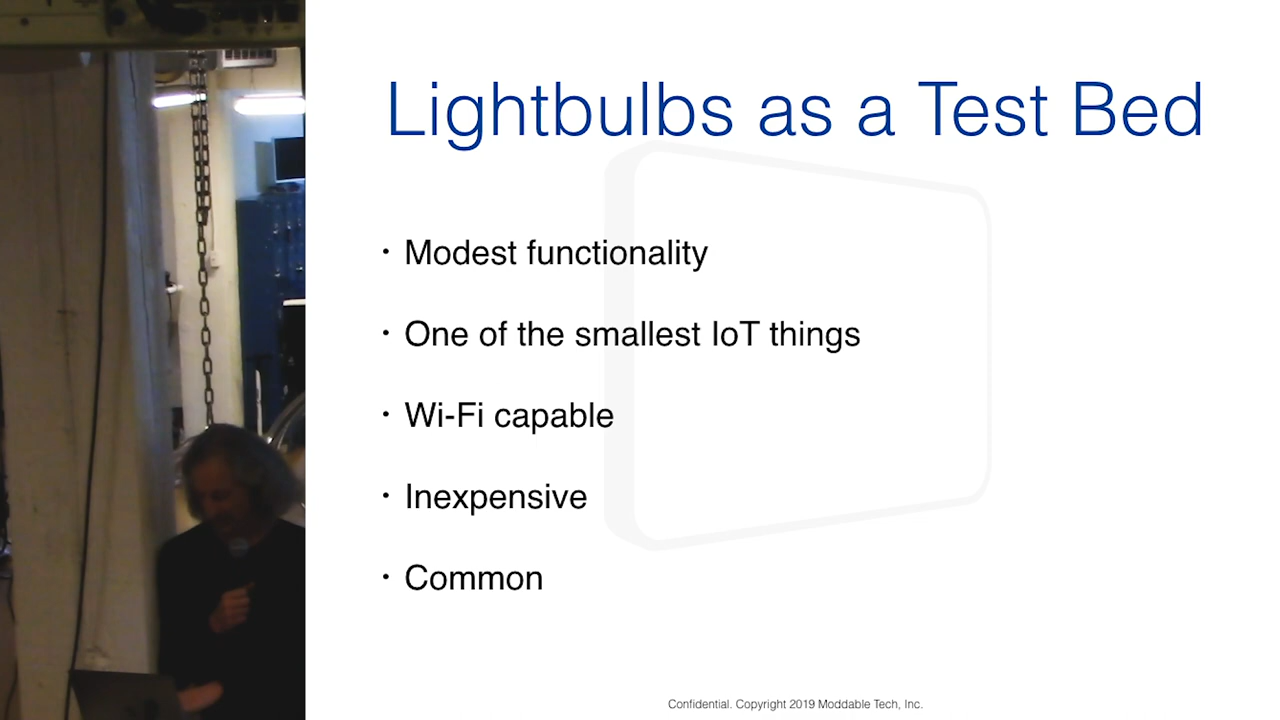 Lightbulbs as a Test Bed
• Modest functionality
• One of the smallest IoT things
• Wi-Fi capable
• Inexpensive
• Common
Confidential. Copyright 2019 Moddable Tech, Inc.